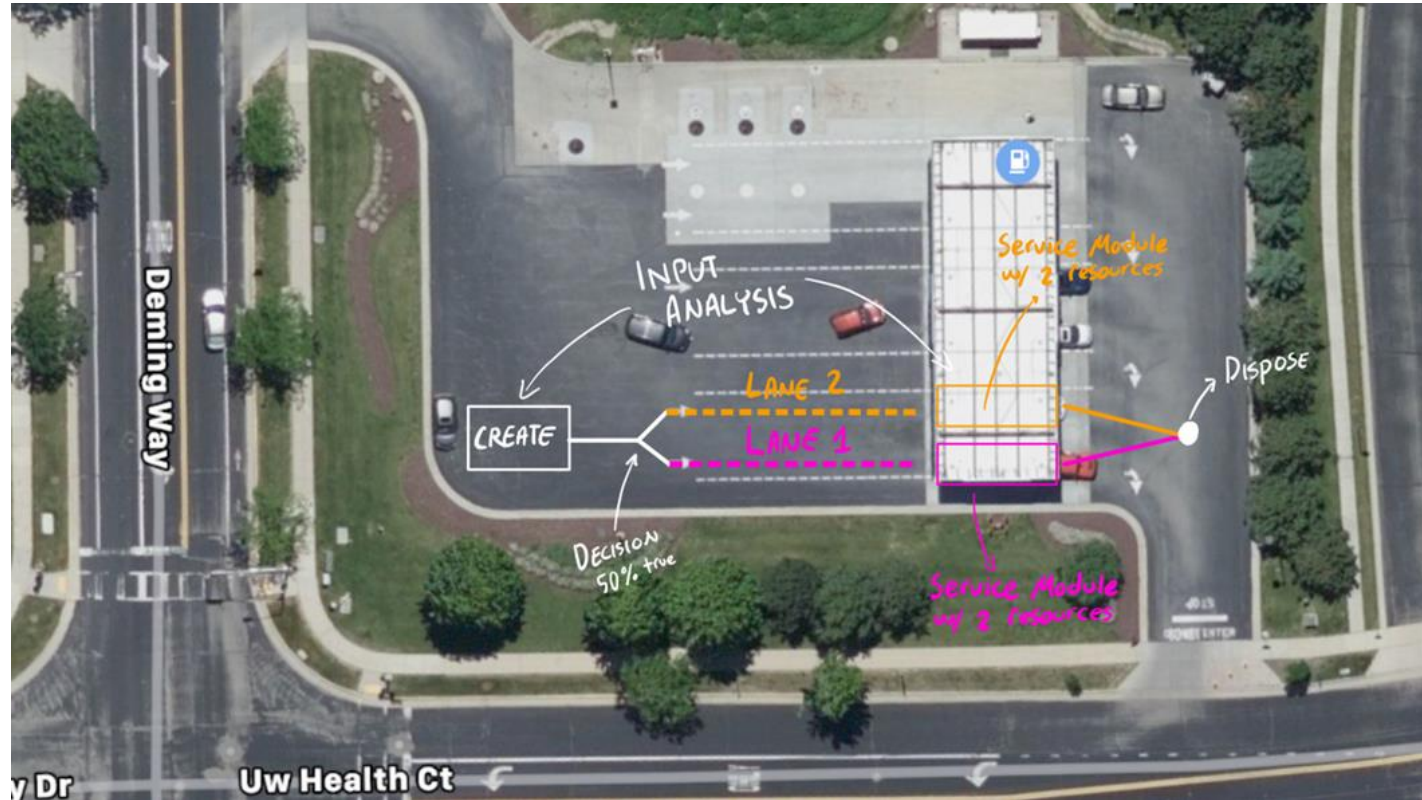 Service Module
w/ 2 resources
INPUT
ANALYSIS
Deming Way
LANE 2
DISPOSE
CREATE
LANE 1
DECISION
50% true
Service Module
w/ 2 resources
STOP
y Dr
Uw Health Ct